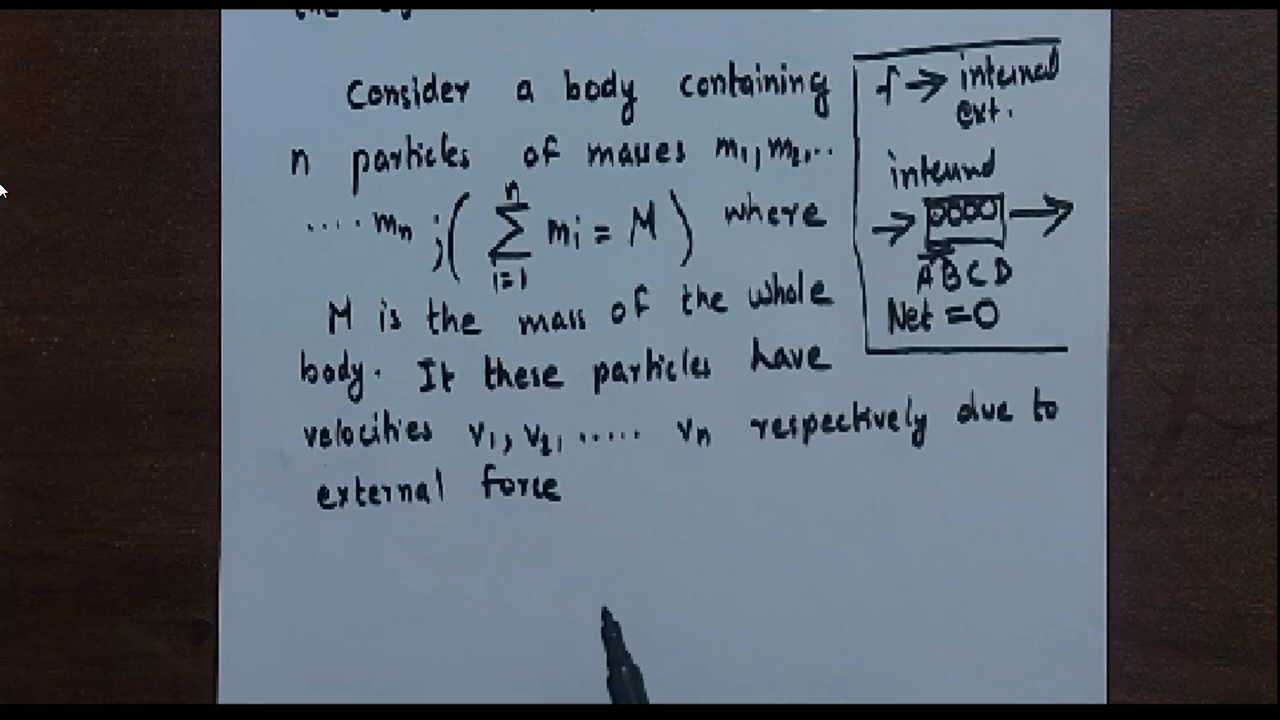 Consider a body containing
n particles of masses m1, m2, ..
.... mn ; ( n∑i=1 mi = M ) where
M is the mass of the whole
body. If these particles have
velocities v1, v2, ..... vn respectively due to
external force
f → internal
ext.
internal
→ →
A B C D
Net = 0